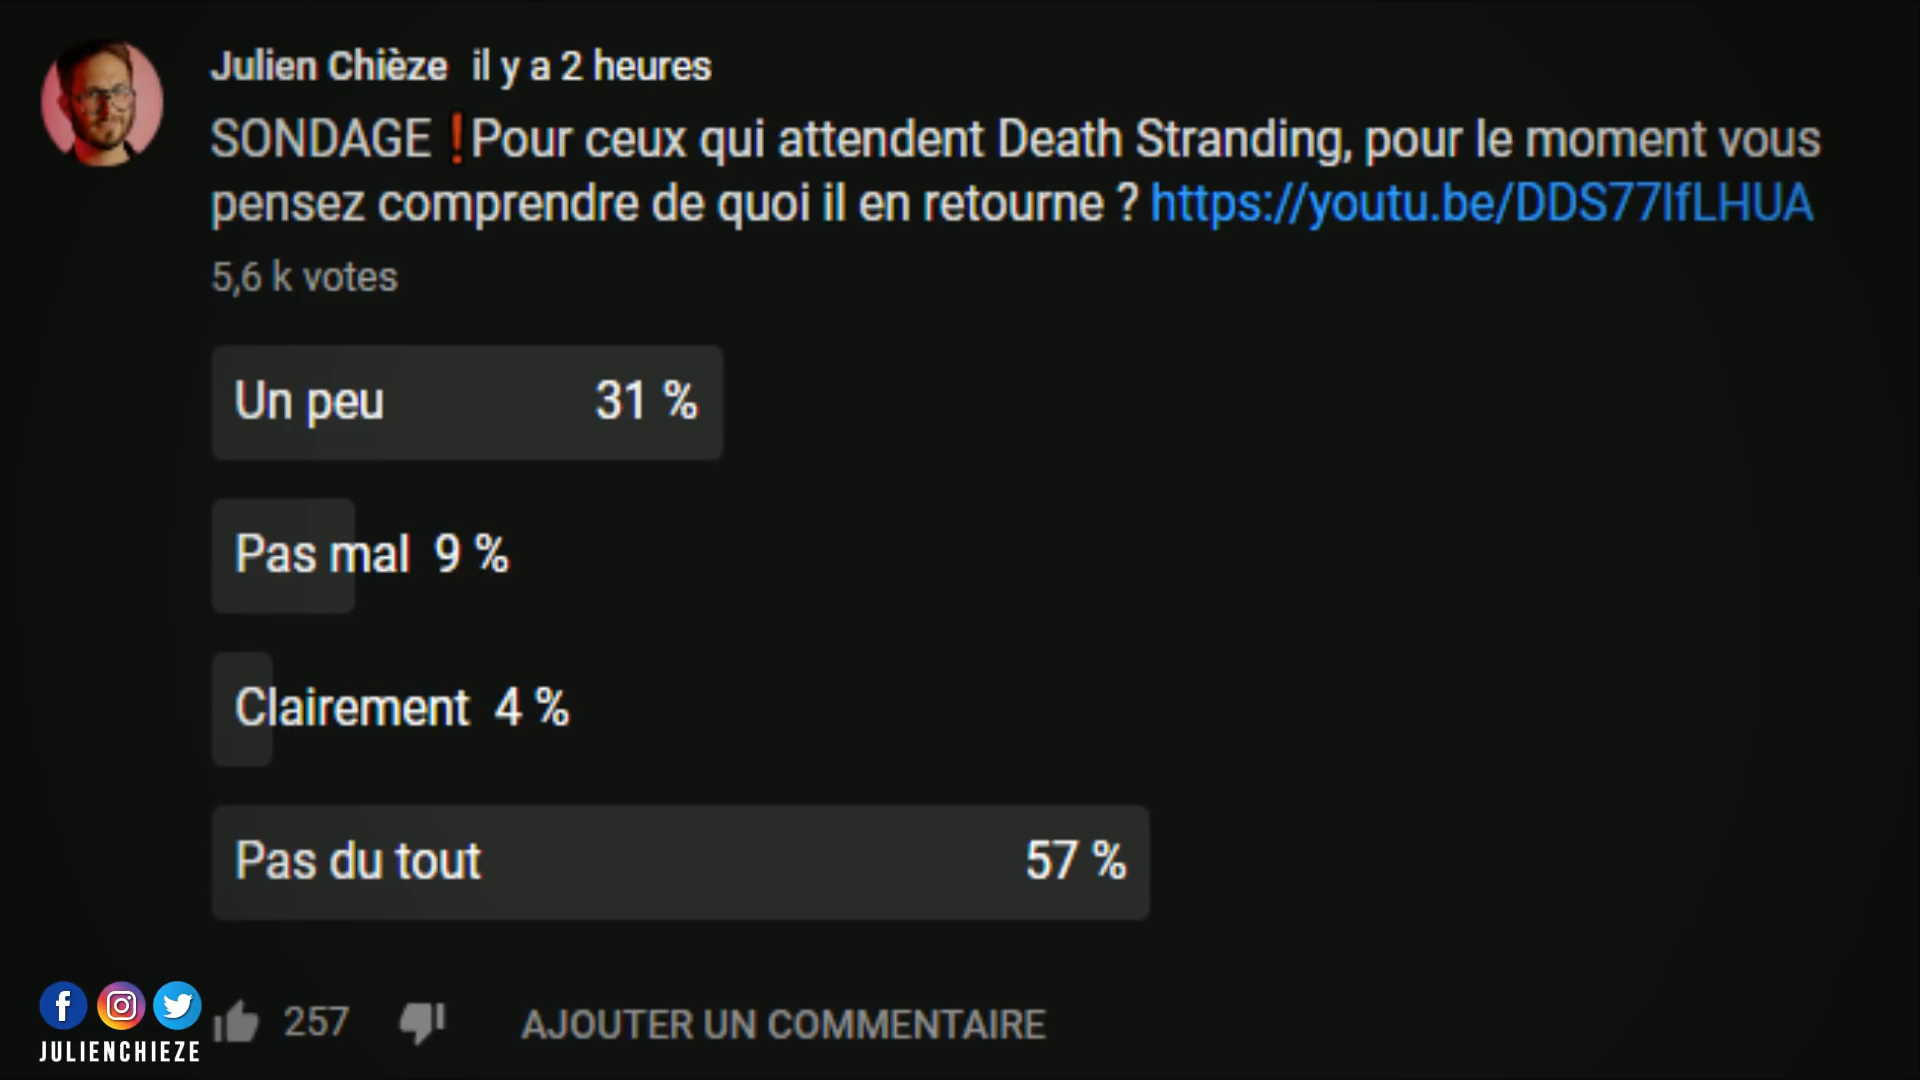 Julien Chièze il y a 2 heures
SONDAGE ❗Pour ceux qui attendent Death Stranding, pour le moment vous
pensez comprendre de quoi il en retourne ? https://youtu.be/DDS77lfLHUA
5,6 k votes
Un peu 31 %
Pas mal 9 %
Clairement 4 %
Pas du tout 57 %
257 AJOUTER UN COMMENTAIRE
JULIENCHIEZE